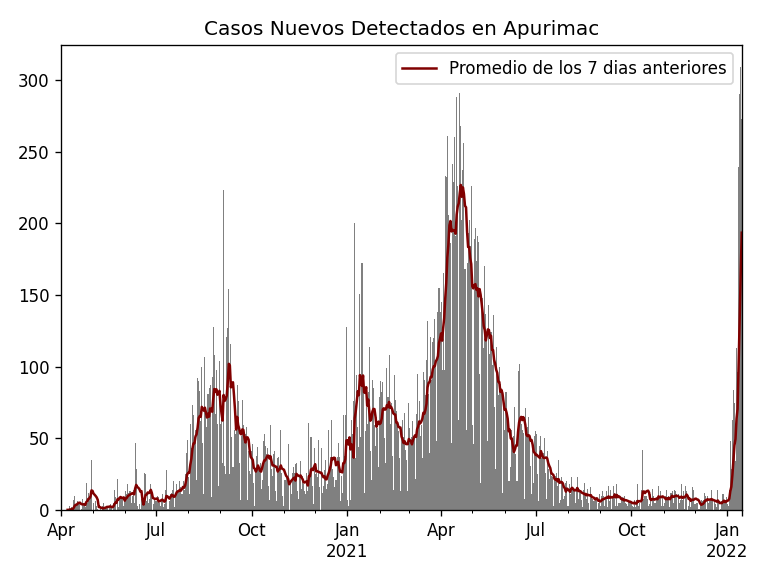 Casos Nuevos Detectados en Apurimac
Promedio de los 7 dias anteriores
300
250
200
150
100
50
0
Apr Jul Oct Jan Apr Jul Oct Jan
2021 2022